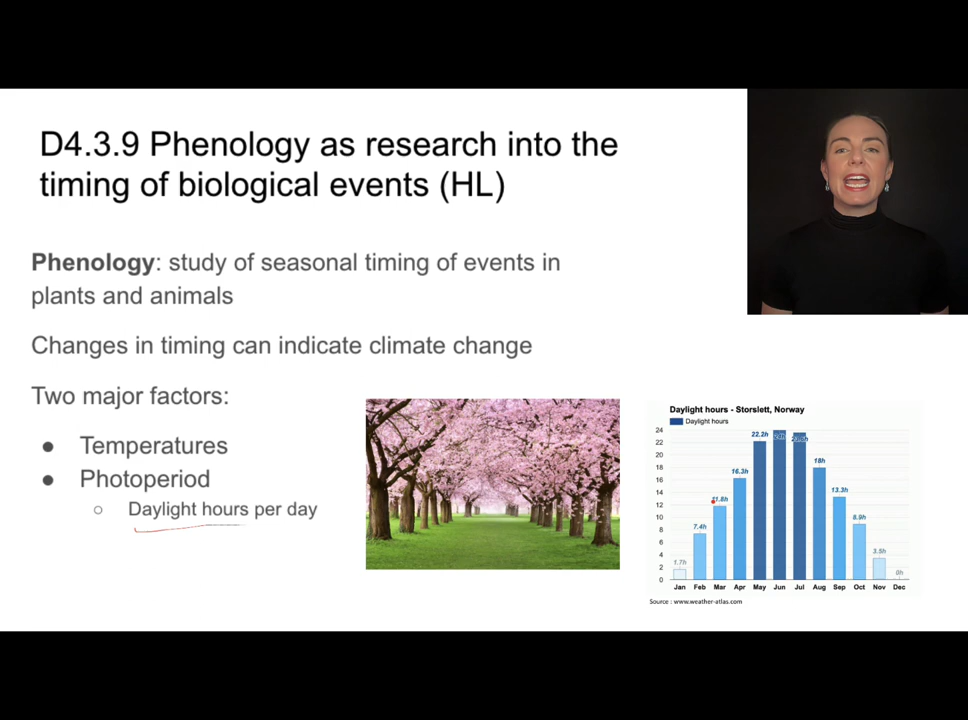 D4.3.9 Phenology as research into the
timing of biological events (HL)
Phenology: study of seasonal timing of events in
plants and animals
Changes in timing can indicate climate change
Two major factors:
● Temperatures
● Photoperiod
○ Daylight hours per day
Daylight hours - Storslett, Norway
Daylight hours
24
22
20
18
16
14
12
10
8
6
4
2
0
1.7h
7.4h
16.3h
22.2h
24h
18h
13.3h
8.9h
0h
Jan Feb Mar Apr May Jun Jul Aug Sep Oct Nov Dec
Source : www.weather-atlas.com